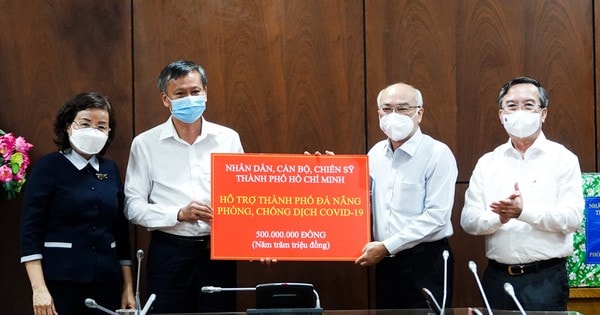 NHÂN DÂN, CÁN BỘ, CHIẾN SỸ
THÀNH PHỐ HỒ CHÍ MINH
HỖ TRỢ THÀNH PHỐ ĐÀ NẴNG
PHÒNG, CHỐNG DỊCH COVID-19
500.000.000 ĐỒNG
(Năm trăm triệu đồng)